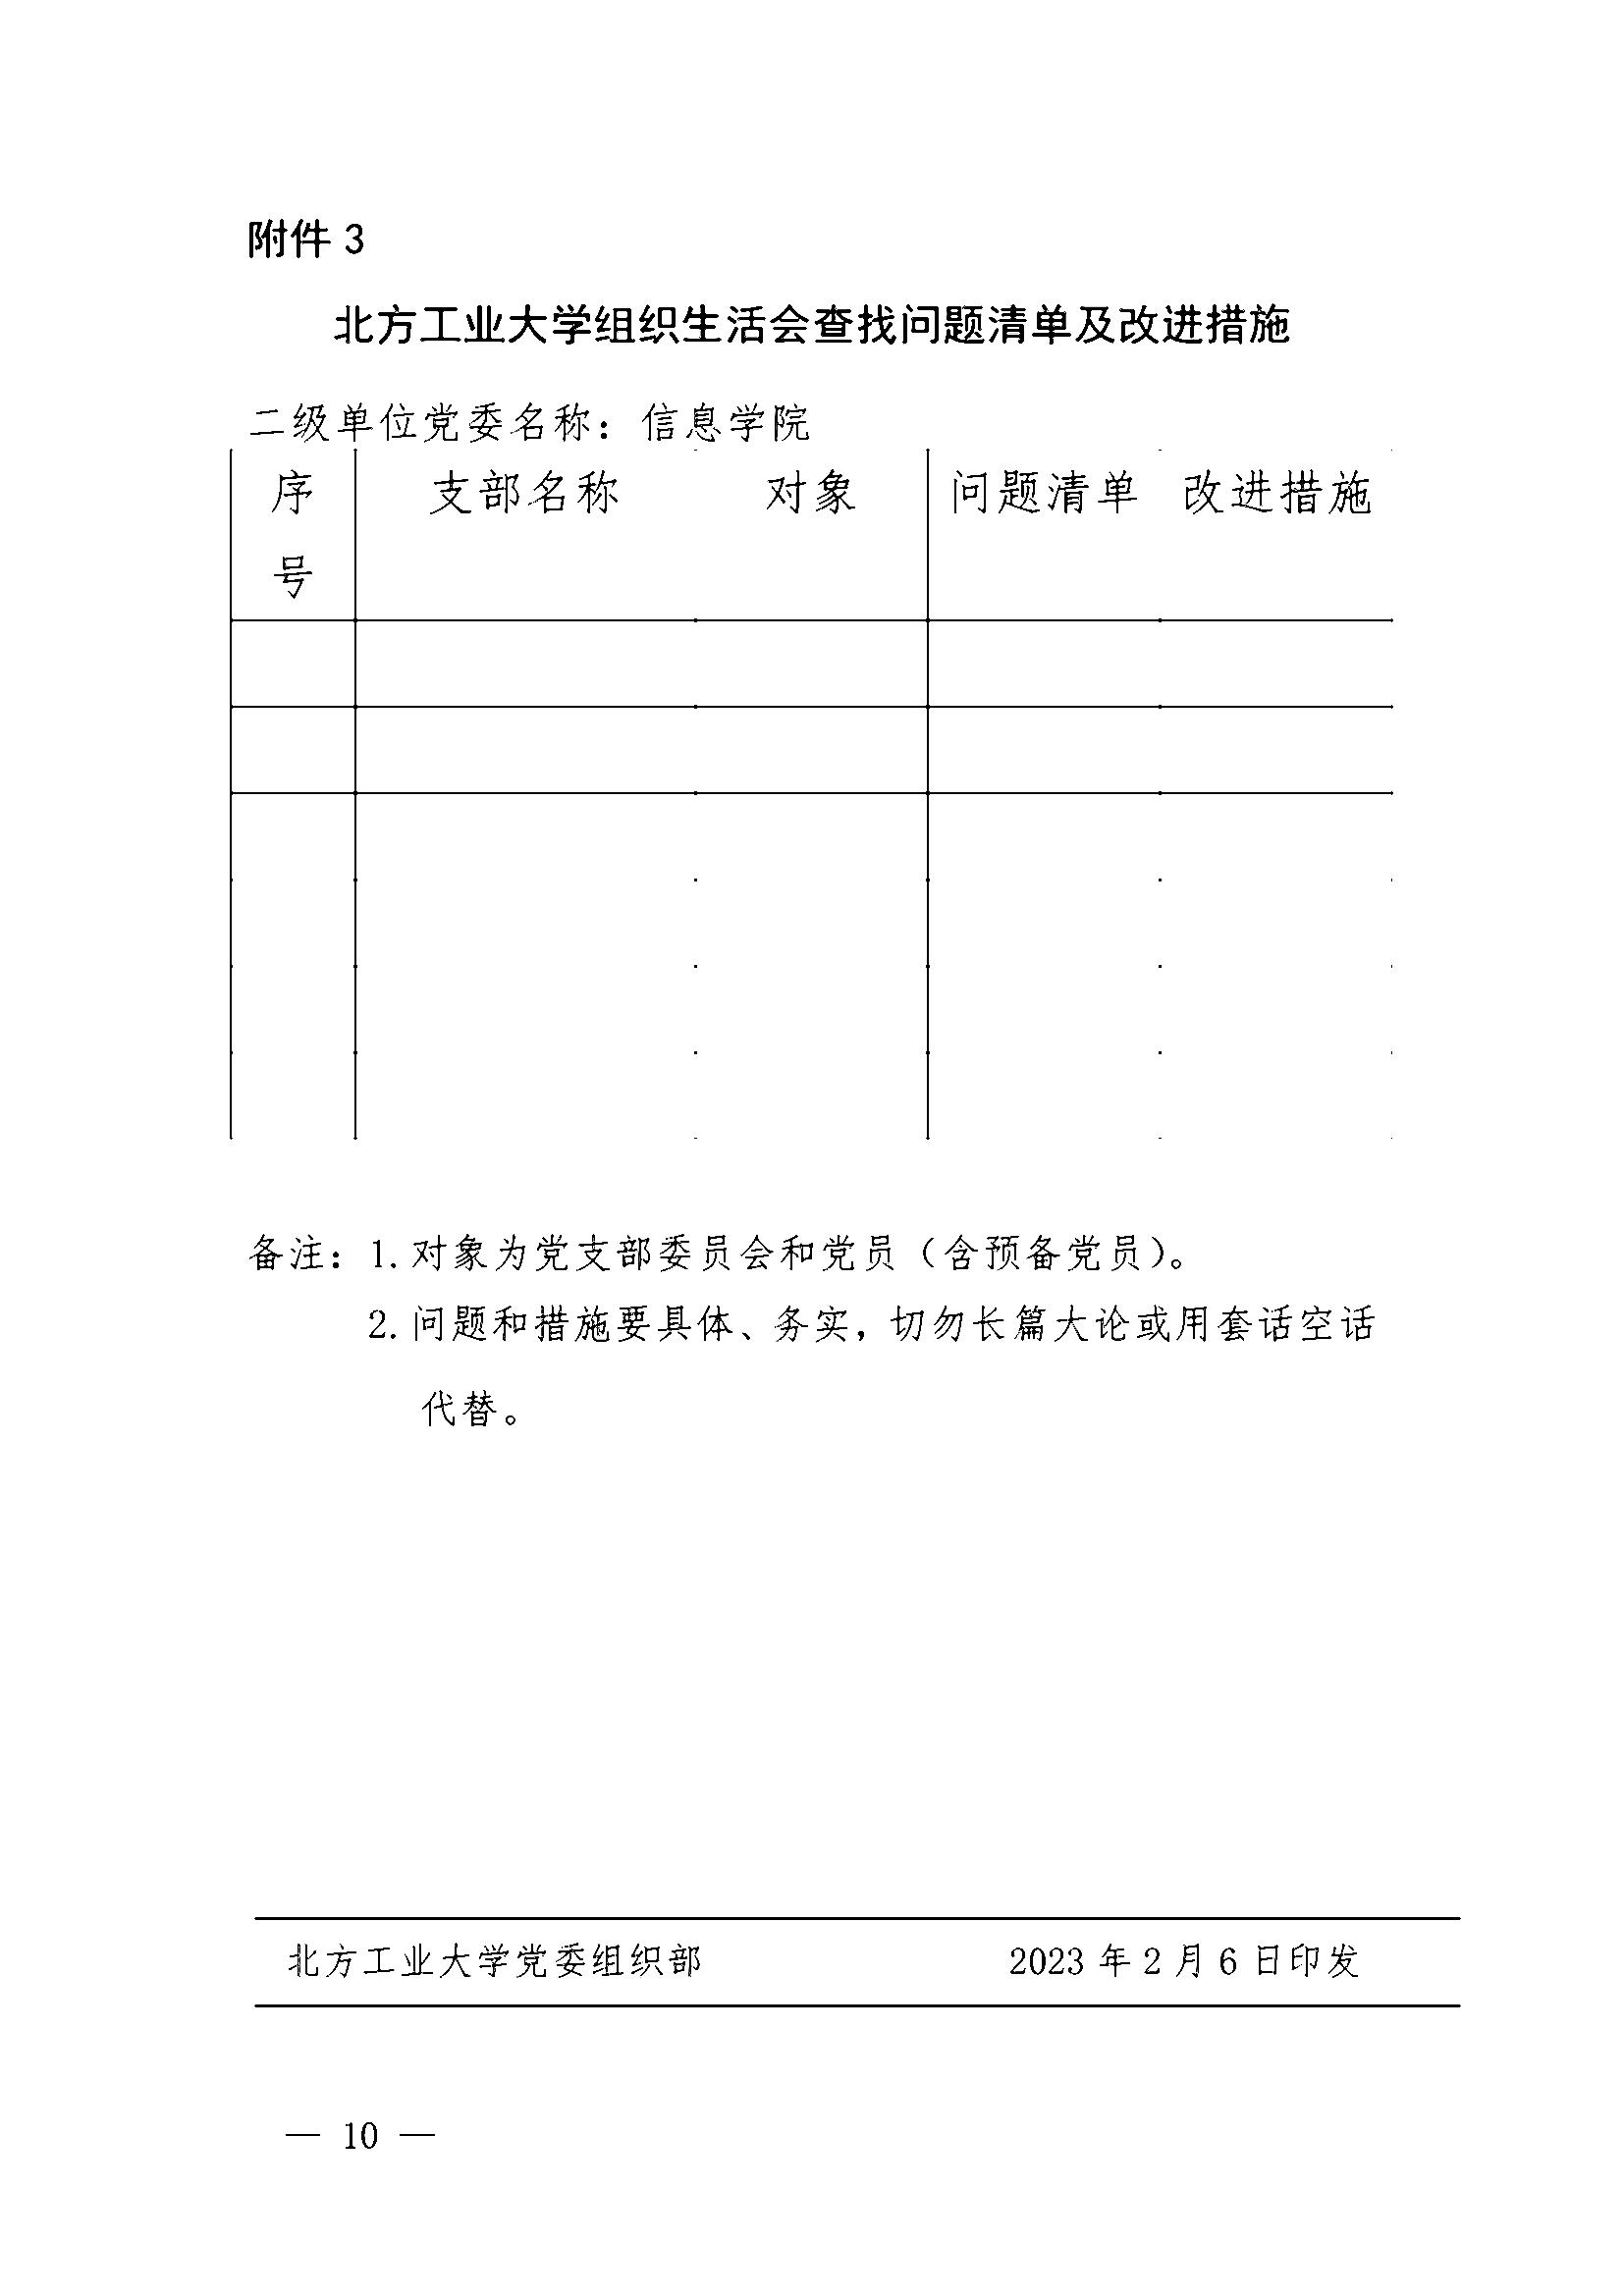 附件 3
北方工业大学组织生活会查找问题清单及改进措施
二级单位党委名称：信息学院
序号 支部名称 对象 问题清单 改进措施
备注：1.对象为党支部委员会和党员（含预备党员）。
2.问题和措施要具体、务实，切勿长篇大论或用套话空话
代替。
北方工业大学党委组织部 2023 年 2 月 6 日印发
— 10 —